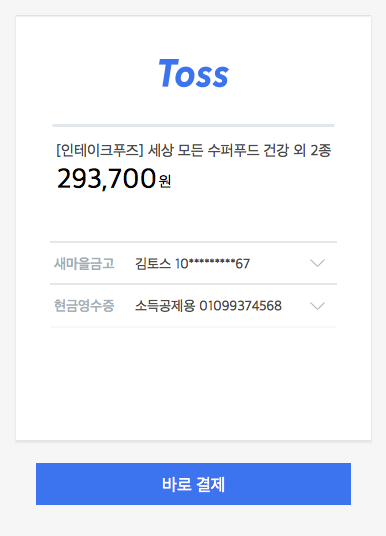 Toss
[인테이크푸즈] 세상 모든 수퍼푸드 건강 외 2종
293,700원
새마을금고 김토스 10*********67
현금영수증 소득공제용 01099374568
바로 결제